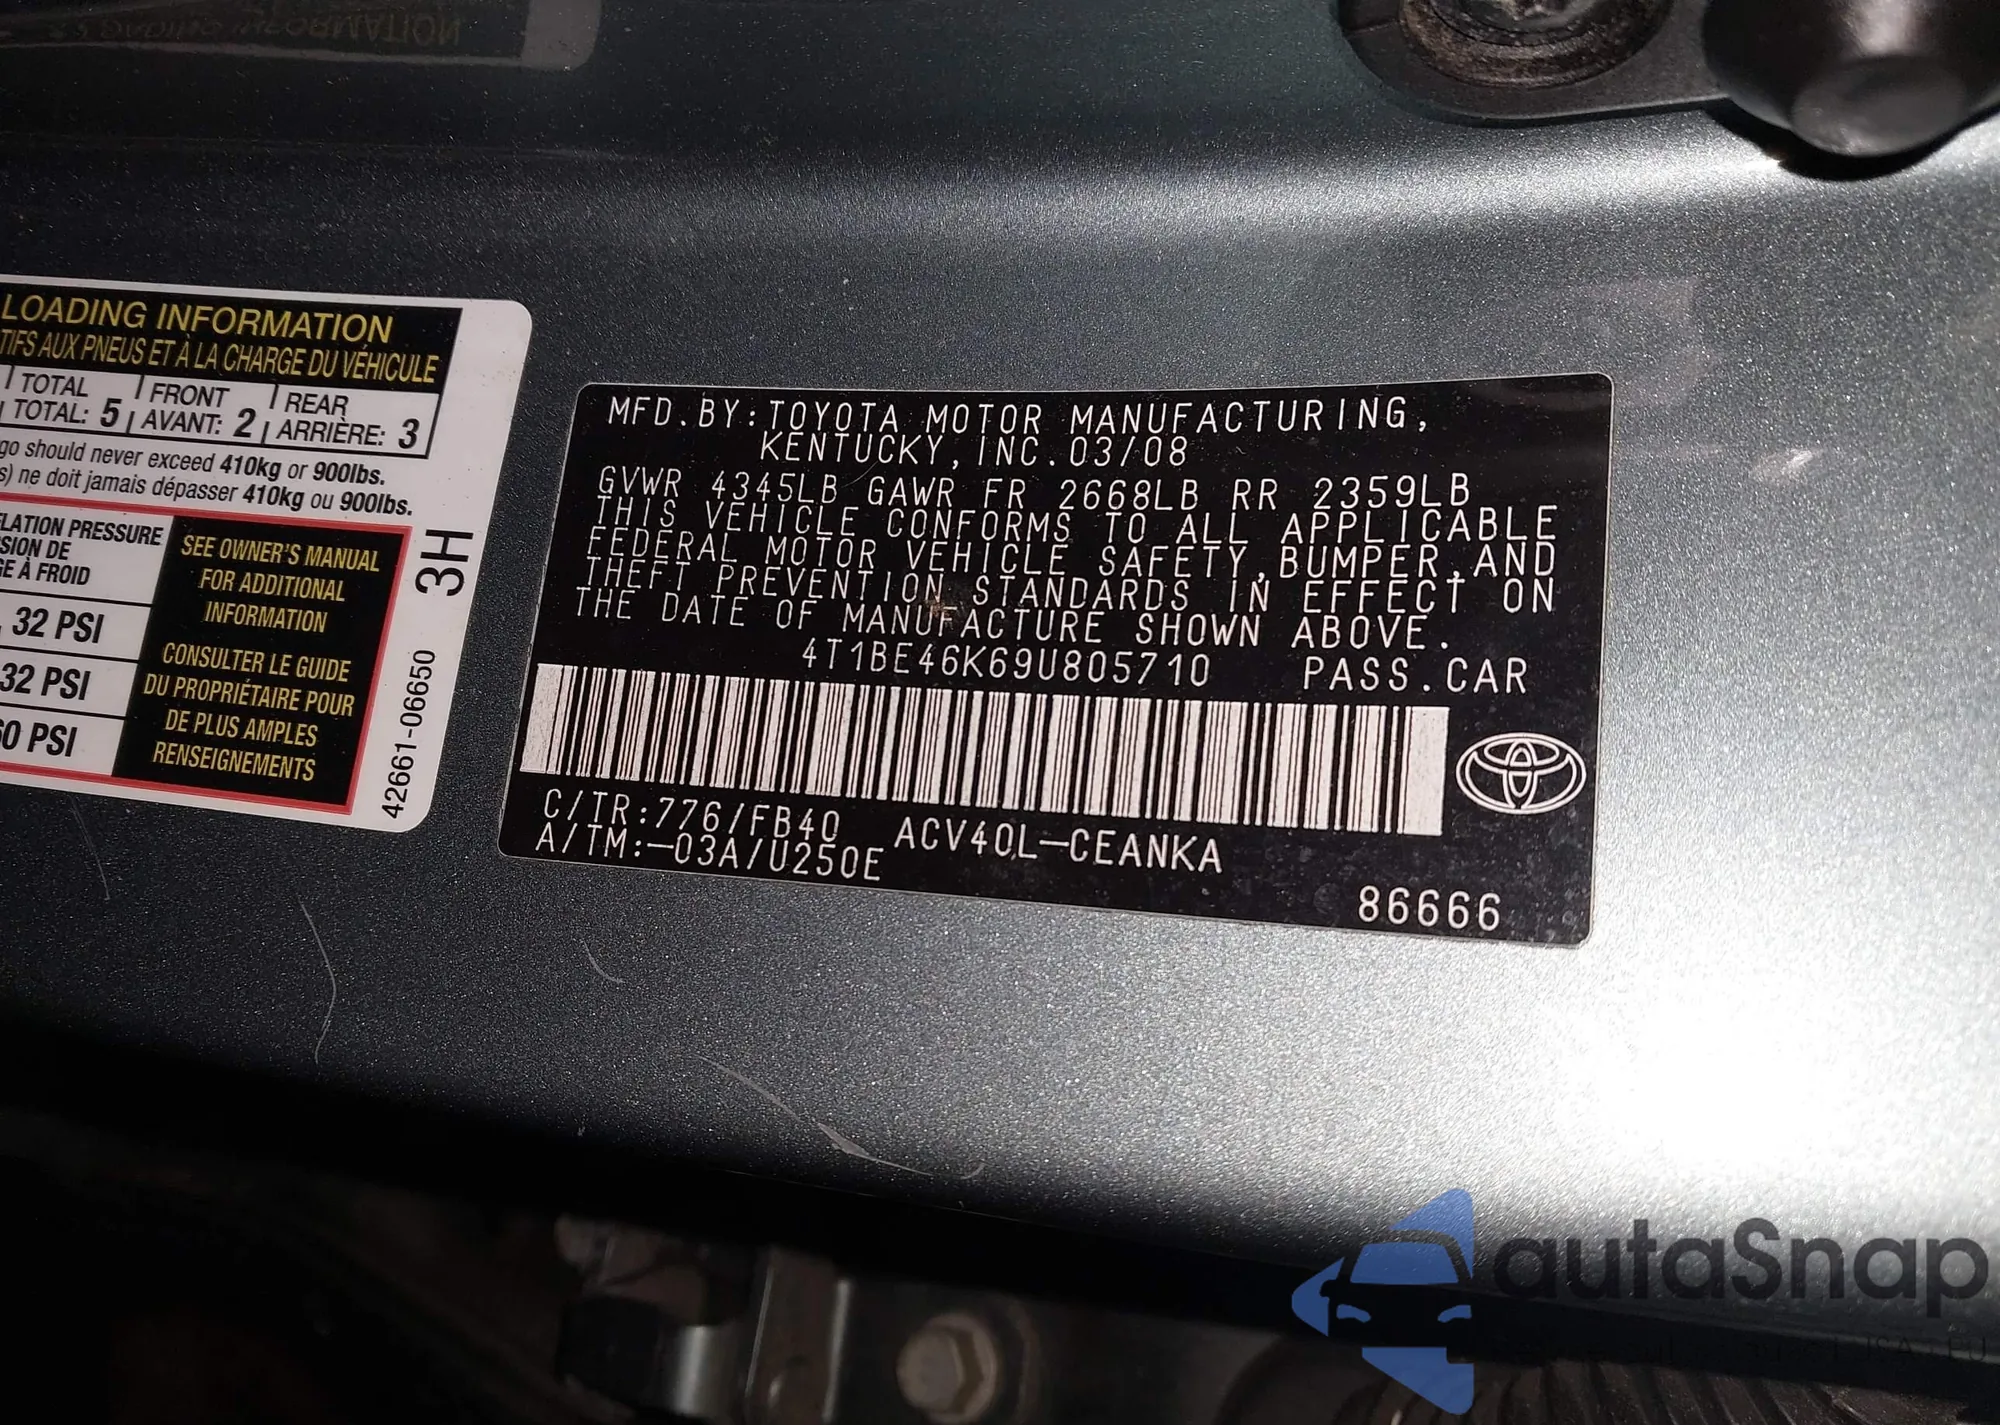 LOADING INFORMATION
TIFS AUX PNEUS ET À LA CHARGE DU VÉHICULE
TOTAL FRONT REAR
TOTAL: 5 AVANT: 2 ARRIÈRE: 3
go should never exceed 410kg or 900lbs.
s) ne doit jamais dépasser 410kg ou 900lbs.
FLATION PRESSURE
SION DE
GE À FROID
32 PSI
32 PSI
60 PSI
SEE OWNER'S MANUAL
FOR ADDITIONAL
INFORMATION
CONSULTER LE GUIDE
DU PROPRIÉTAIRE POUR
DE PLUS AMPLES
RENSEIGNEMENTS
3H
42661-06650
MFD.BY:TOYOTA MOTOR MANUFACTURING,
KENTUCKY,INC.03/08
GVWR 4345LB GAWR FR 2668LB RR 2359LB
THIS VEHICLE CONFORMS TO ALL APPLICABLE
FEDERAL MOTOR VEHICLE SAFETY,BUMPER,AND
THEFT PREVENTION STANDARDS IN EFFECT ON
THE DATE OF MANUFACTURE SHOWN ABOVE.
4T1BE46K69U805710 PASS.CAR
C/TR:776/FB40 ACV40L-CEANKA
A/TM:-03A/U250E
86666
autaSnap